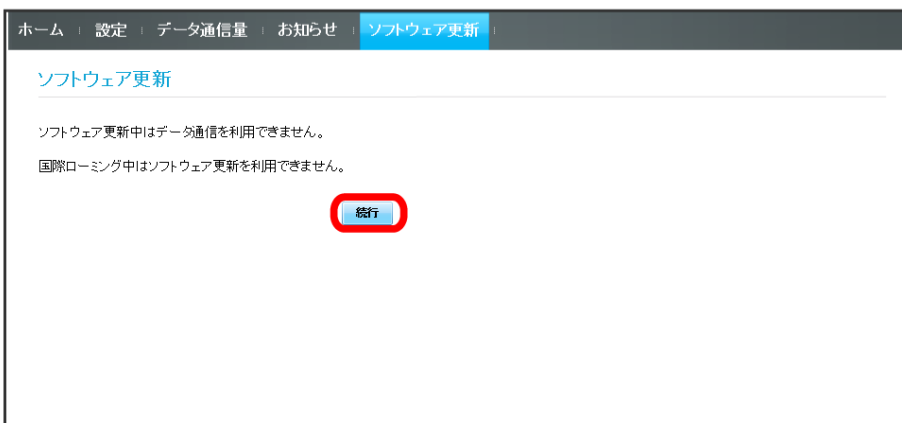 ホーム 設定 データ通信量 お知らせ ソフトウェア更新
ソフトウェア更新
ソフトウェア更新中はデータ通信を利用できません。
国際ローミング中はソフトウェア更新を利用できません。
続行